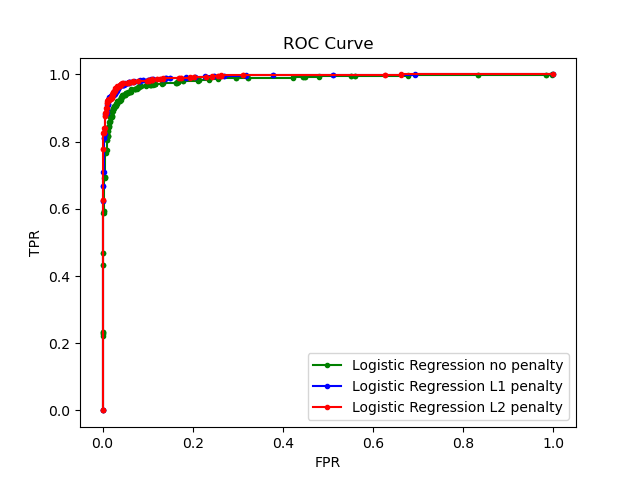 ROC Curve
1.0
0.8
0.6
0.4
0.2
0.0
TPR
0.0 0.2 0.4 0.6 0.8 1.0
FPR
Logistic Regression no penalty
Logistic Regression L1 penalty
Logistic Regression L2 penalty